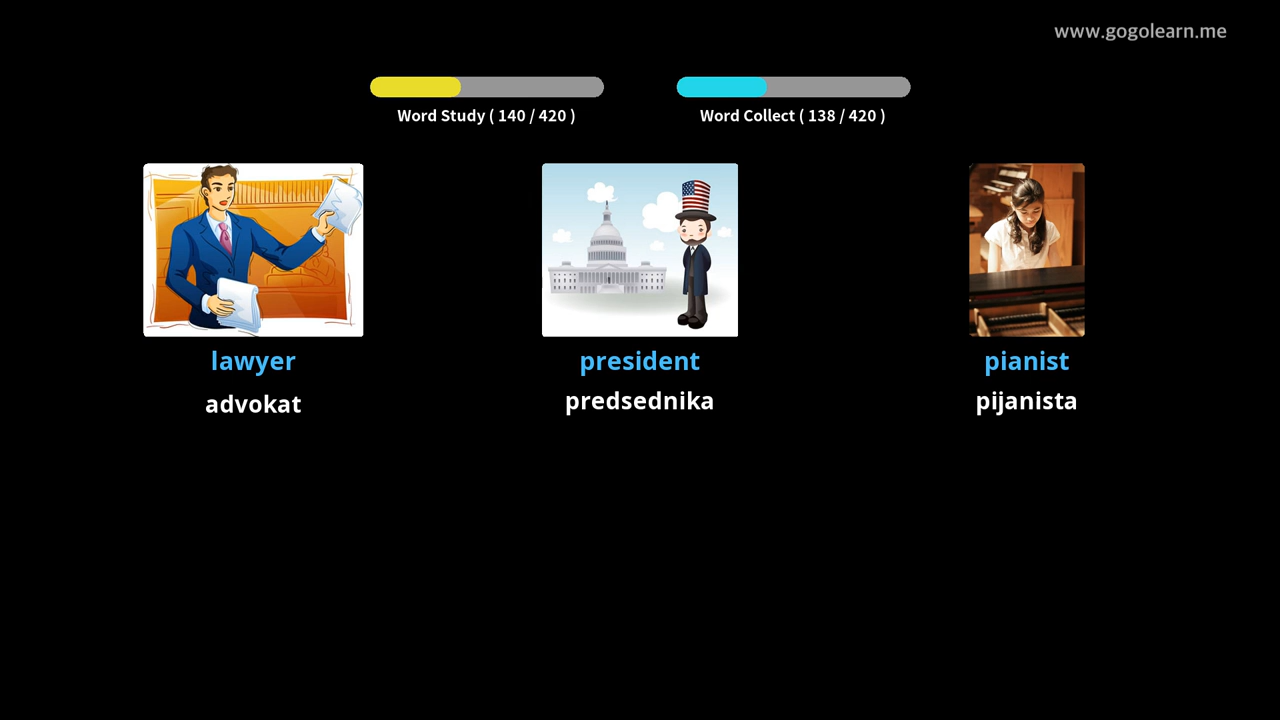 www.gogolearn.me
Word Study ( 140 / 420 )
Word Collect ( 138 / 420 )
lawyer
president
pianist
advokat
predsednika
pijanista